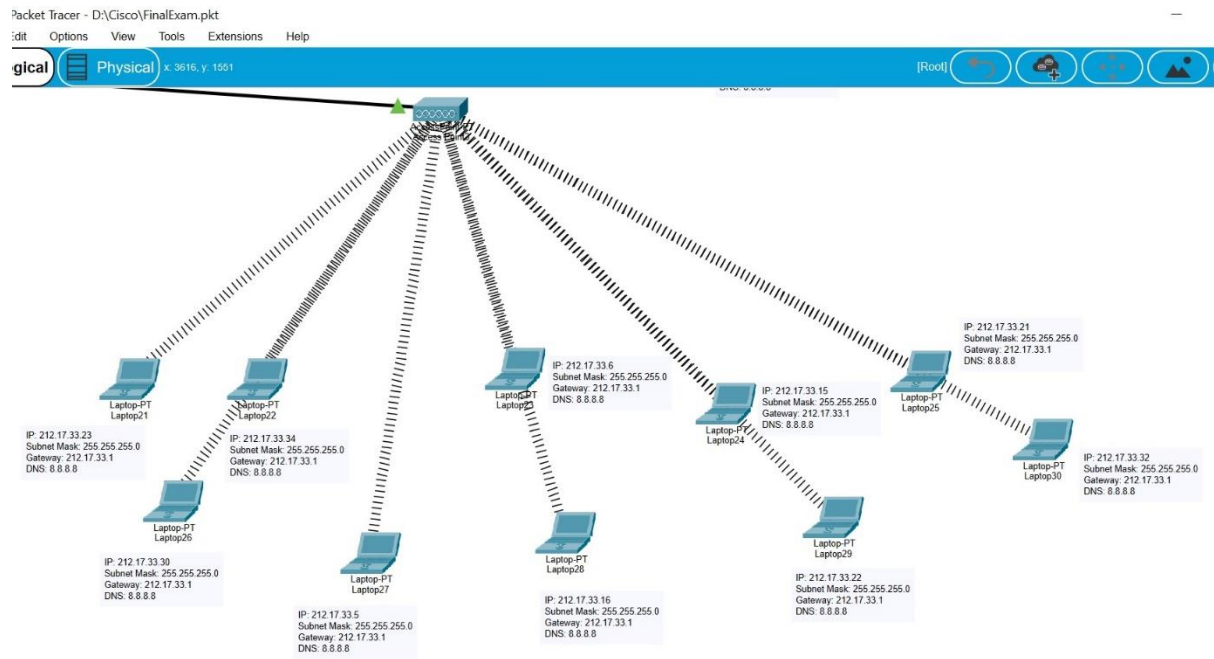 Packet Tracer - D:\Cisco\FinalExam.pkt
Edit Options View Tools Extensions Help
gical Physical x: 3616, y: 1551 [Root]
DNS: 8.8.8.8
Access Point
IP: 212.17.33.21
Subnet Mask: 255.255.255.0
Gateway: 212.17.33.1
DNS: 8.8.8.8
IP: 212.17.33.6
Subnet Mask: 255.255.255.0
Gateway: 212.17.33.1
DNS: 8.8.8.8
IP: 212.17.33.15
Subnet Mask: 255.255.255.0
Gateway: 212.17.33.1
DNS: 8.8.8.8
Laptop-PT
Laptop21
Laptop-PT
Laptop22
Laptop-PT
Laptop23
Laptop-PT
Laptop24
Laptop-PT
Laptop25
IP: 212.17.33.23
Subnet Mask: 255.255.255.0
Gateway: 212.17.33.1
DNS: 8.8.8.8
IP: 212.17.33.34
Subnet Mask: 255.255.255.0
Gateway: 212.17.33.1
DNS: 8.8.8.8
Laptop-PT
Laptop30
IP: 212.17.33.32
Subnet Mask: 255.255.255.0
Gateway: 212.17.33.1
DNS: 8.8.8.8
Laptop-PT
Laptop26
IP: 212.17.33.30
Subnet Mask: 255.255.255.0
Gateway: 212.17.33.1
DNS: 8.8.8.8
Laptop-PT
Laptop27
IP: 212.17.33.5
Subnet Mask: 255.255.255.0
Gateway: 212.17.33.1
DNS: 8.8.8.8
Laptop-PT
Laptop28
IP: 212.17.33.16
Subnet Mask: 255.255.255.0
Gateway: 212.17.33.1
DNS: 8.8.8.8
Laptop-PT
Laptop29
IP: 212.17.33.22
Subnet Mask: 255.255.255.0
Gateway: 212.17.33.1
DNS: 8.8.8.8